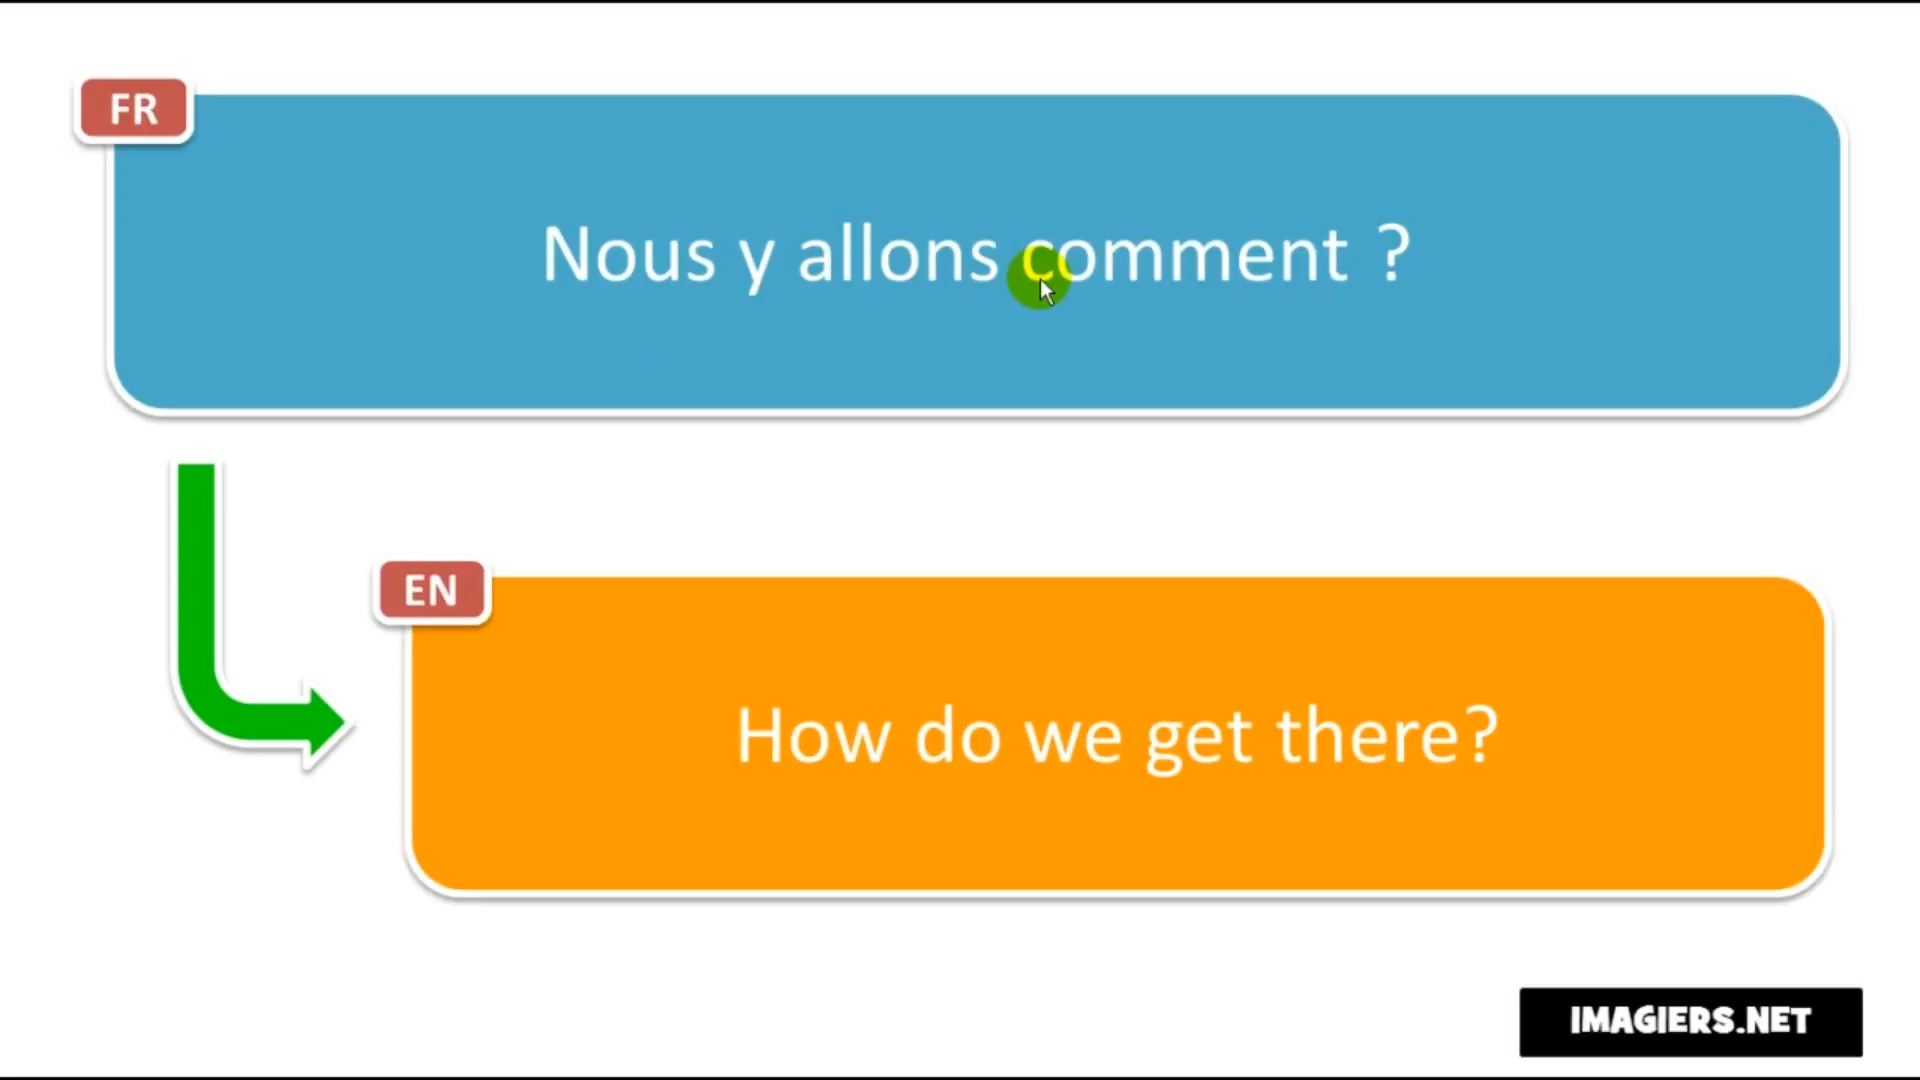 FR
Nous y allons comment ?
EN
How do we get there?
IMAGIERS.NET